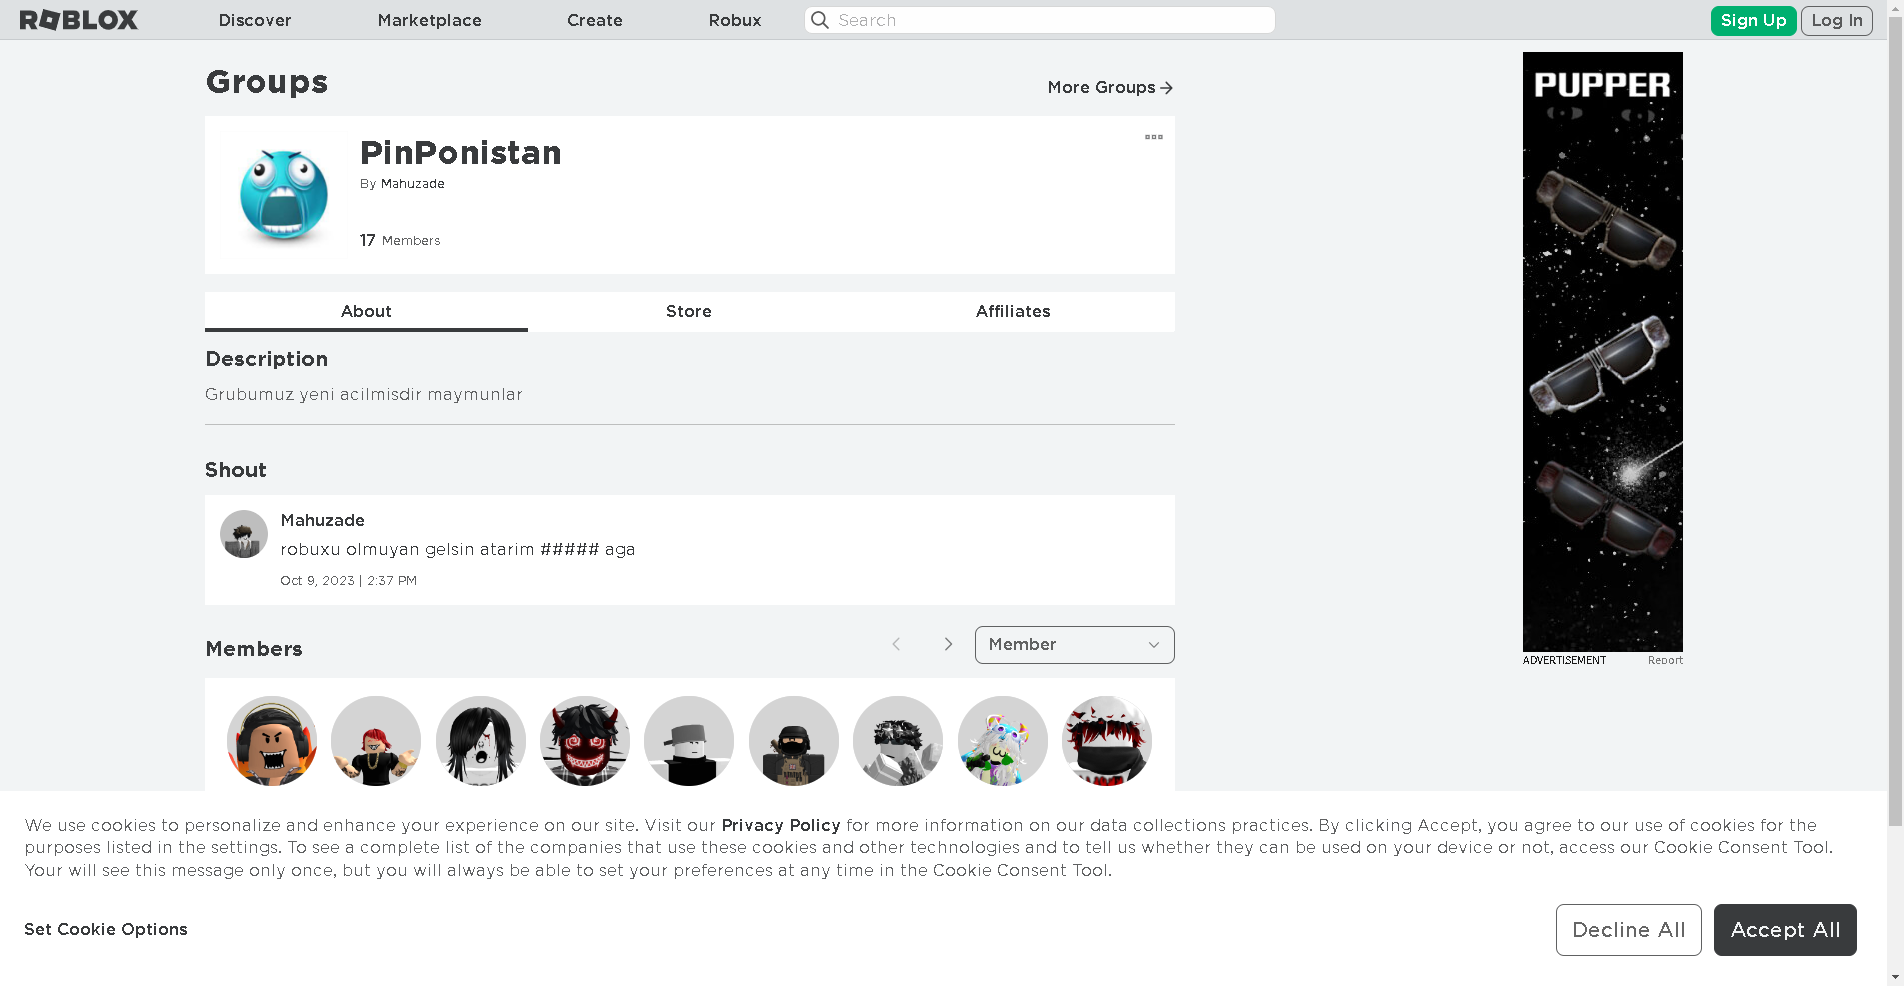 ROBLOX
Discover
Marketplace
Create
Robux
Search
Sign Up
Log In
Groups
More Groups
PinPonistan
By Mahuzade
17 Members
About
Store
Affiliates
Description
Grubumuz yeni acilmisdir maymunlar
Shout
Mahuzade
robuxu olmuyan gelsin atarim ##### aga
Oct 9, 2023 | 2:37 PM
Members
Member
PUPPER
ADVERTISEMENT
Report
We use cookies to personalize and enhance your experience on our site. Visit our Privacy Policy for more information on our data collections practices. By clicking Accept, you agree to our use of cookies for the
purposes listed in the settings. To see a complete list of the companies that use these cookies and other technologies and to tell us whether they can be used on your device or not, access our Cookie Consent Tool.
Your will see this message only once, but you will always be able to set your preferences at any time in the Cookie Consent Tool.
Set Cookie Options
Decline All
Accept All